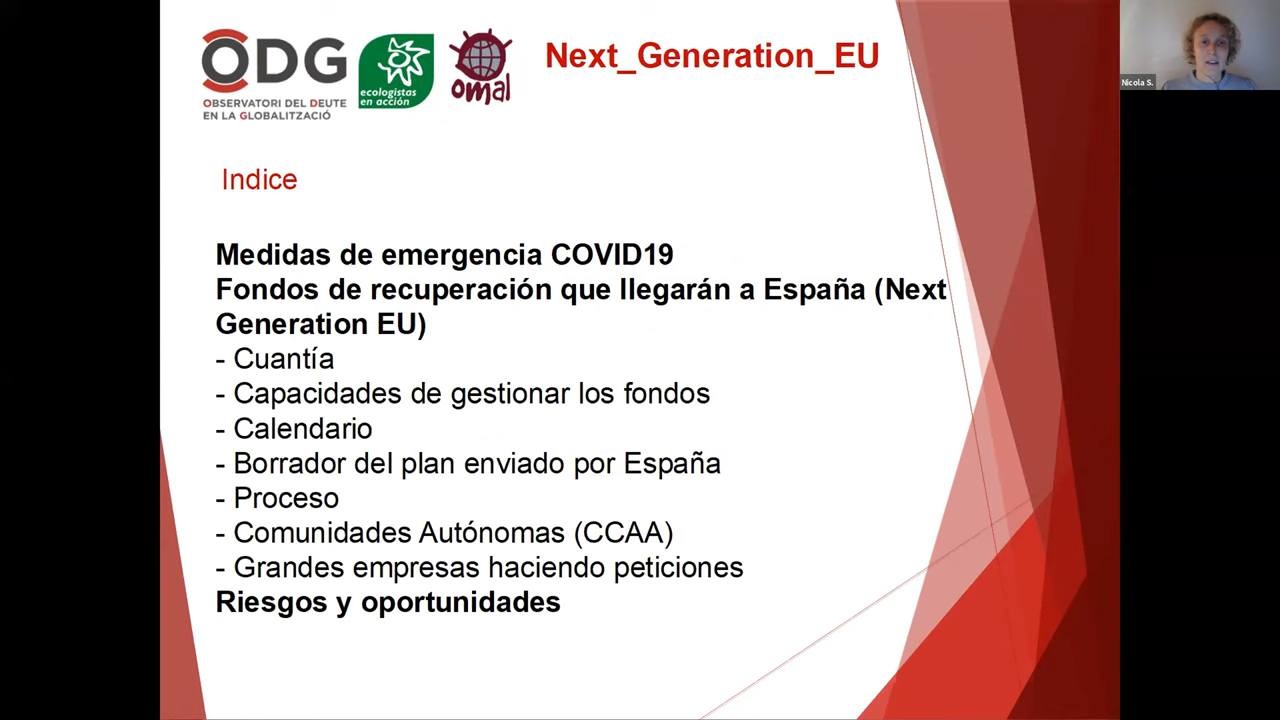 ODG
OBSERVATORI DEL DEUTE
EN LA GLOBALITZACIÓ
ecologistas
en acción
omal
Next_Generation_EU
Nicola S.
Indice
Medidas de emergencia COVID19
Fondos de recuperación que llegarán a España (Next
Generation EU)
- Cuantía
- Capacidades de gestionar los fondos
- Calendario
- Borrador del plan enviado por España
- Proceso
- Comunidades Autónomas (CCAA)
- Grandes empresas haciendo peticiones
Riesgos y oportunidades